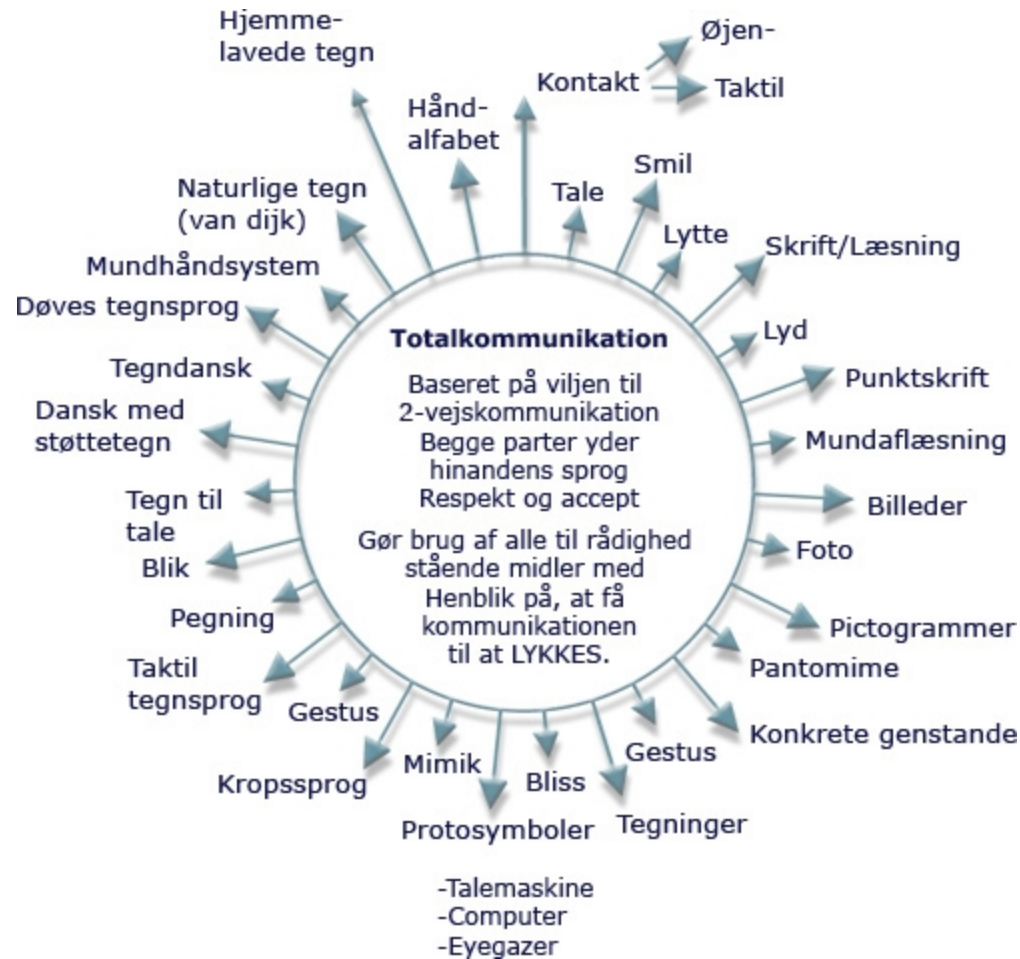 Hjemme-
lavede tegn
Hånd-
alfabet
Kontakt
Øjen-
Taktil
Tale
Smil
Lytte
Skrift/Læsning
Lyd
Punktskrift
Mundaflæsning
Billeder
Foto
Pictogrammer
Pantomime
Konkrete genstande
Gestus
Tegninger
Bliss
Protosymboler
Mimik
Kropssprog
Gestus
Taktil
tegnsprog
Pegning
Blik
Tegn til
tale
Dansk med
støttetegn
Tegndansk
Døves tegnsprog
Mundhåndsystem
Naturlige tegn
(van dijk)
Totalkommunikation
Baseret på viljen til
2-vejskommunikation
Begge parter yder
hinandens sprog
Respekt og accept
Gør brug af alle til rådighed
stående midler med
Henblik på, at få
kommunikationen
til at LYKKES.
-Talemaskine
-Computer
-Eyegazer